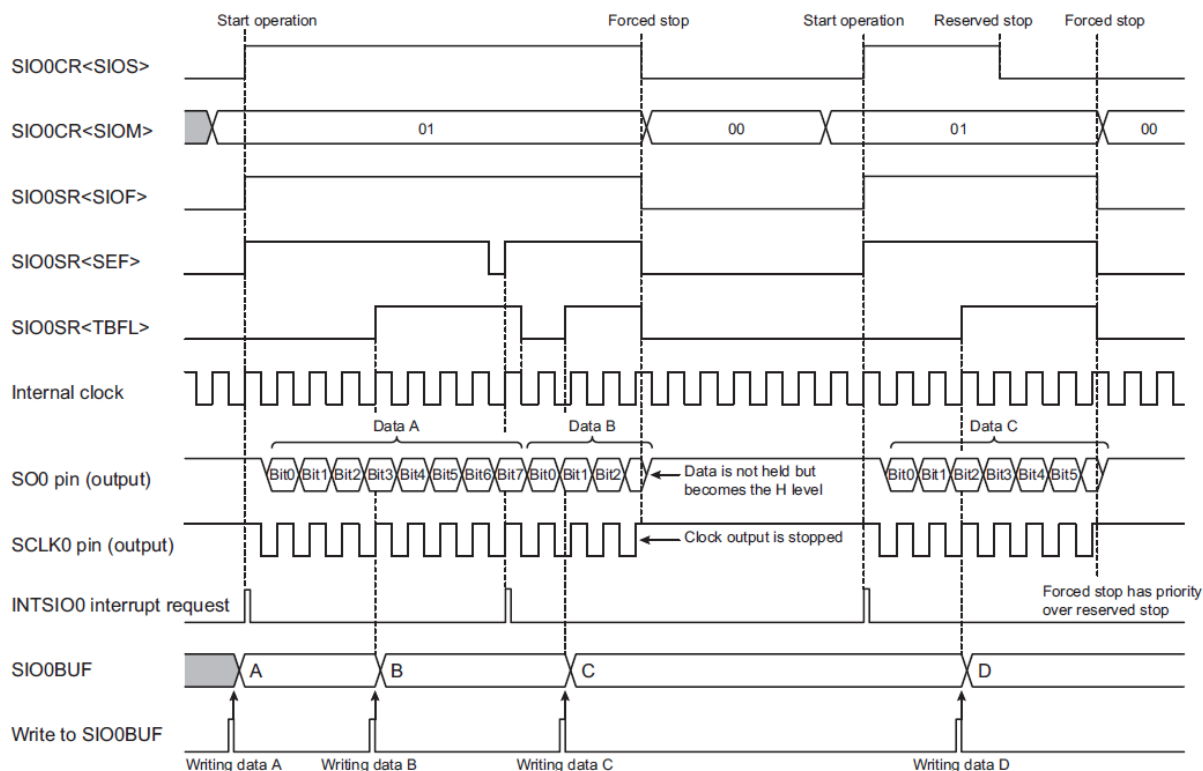 Start operation Forced stop Start operation Reserved stop Forced stop
SIO0CR<SIOS>
SIO0CR<SIOM> 01 00 01 00
SIO0SR<SIOF>
SIO0SR<SEF>
SIO0SR<TBFL>
Internal clock
Data A Data B Data C
SO0 pin (output) Bit0 Bit1 Bit2 Bit3 Bit4 Bit5 Bit6 Bit7 Bit0 Bit1 Bit2 Data is not held but Bit0 Bit1 Bit2 Bit3 Bit4 Bit5
becomes the H level
SCLK0 pin (output) Clock output is stopped
INTSIO0 interrupt request Forced stop has priority
over reserved stop
SIO0BUF A B C D
Write to SIO0BUF
Writing data A Writing data B Writing data C Writing data D